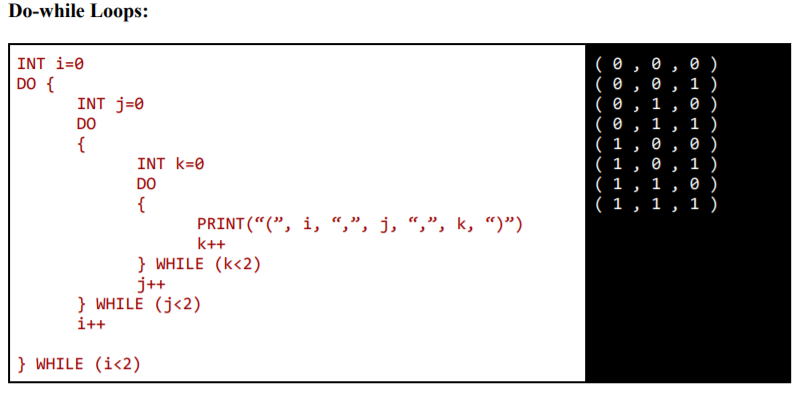 Do-while Loops:
INT i=0
DO {
INT j=0
DO
{
INT k=0
DO
{
PRINT(“(”, i, “,”, j, “,”, k, “)”)
k++
} WHILE (k<2)
j++
} WHILE (j<2)
i++
} WHILE (i<2)
( 0 , 0 , 0 )
( 0 , 0 , 1 )
( 0 , 1 , 0 )
( 0 , 1 , 1 )
( 1 , 0 , 0 )
( 1 , 0 , 1 )
( 1 , 1 , 0 )
( 1 , 1 , 1 )